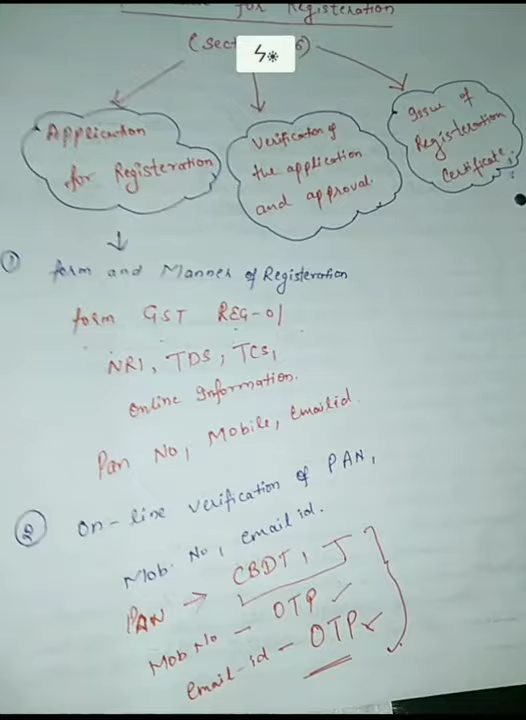 for Registeration
(sec 6)
Application
for Registeration
Verification of
the application
and approval.
Issue of
Registeration
Certificate.
① form and Manner of Registeration
form GST REG-01
NRI, TDS, TCS,
online Information.
Pan No, Mobile, Emailid.
② On-line verification of PAN,
Mob. No, email id.
PAN → CBDT,
Mob No - OTP ✓
email-id - OTP ✓